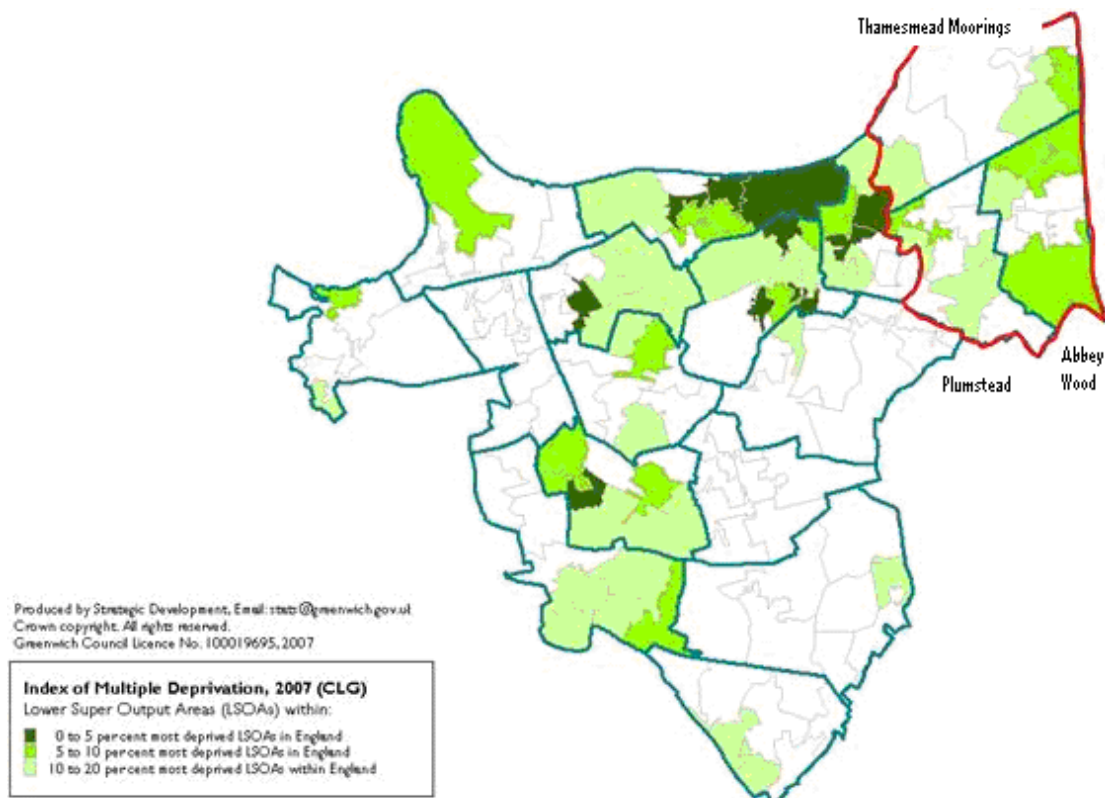 Thamesmead Moorings
Abbey
Wood
Plumstead
Produced by Strategic Development, Email: stats@greenwich.gov.uk
Crown copyright. All rights reserved.
Greenwich Council Licence No. 100019695, 2007
Index of Multiple Deprivation, 2007 (CLG)
Lower Super Output Areas (LSOAs) within:
0 to 5 percent most deprived LSOAs in England
5 to 10 percent most deprived LSOAs in England
10 to 20 percent most deprived LSOAs within England